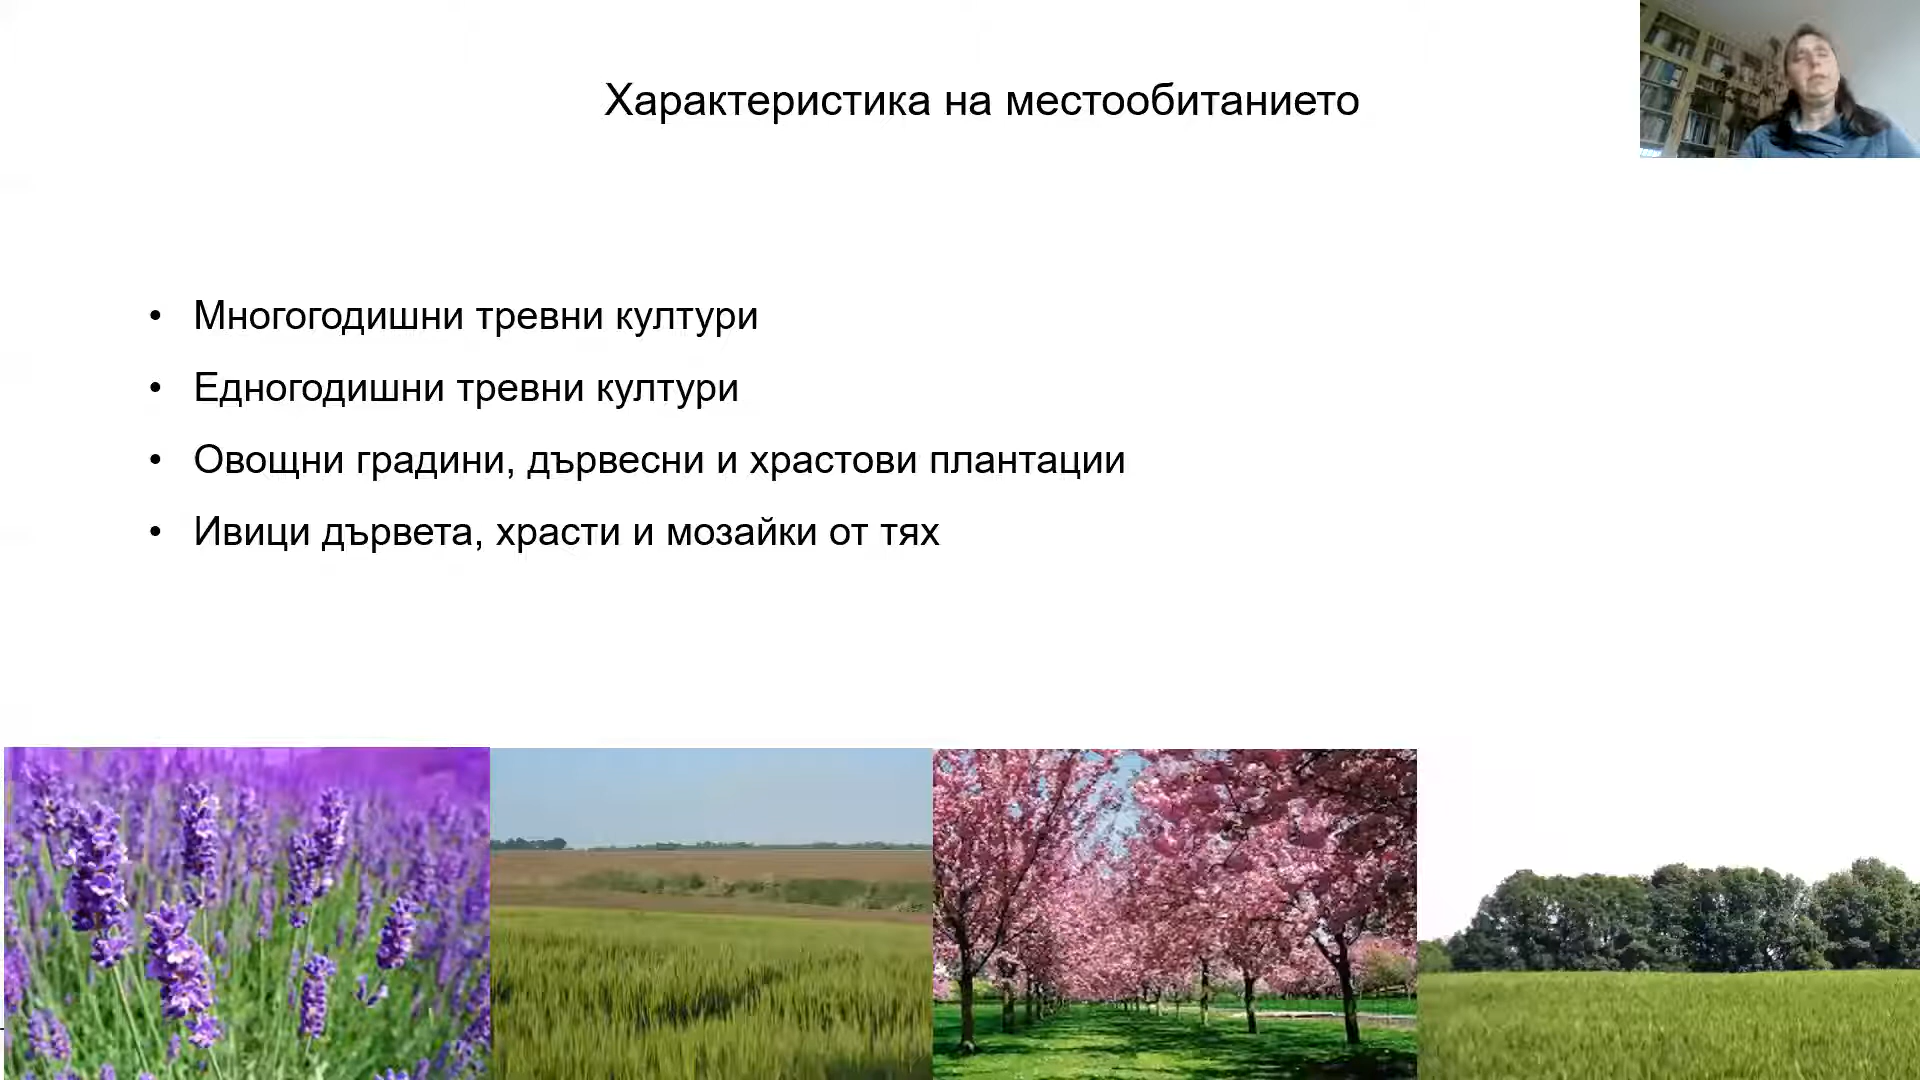 Характеристика на местообитанието
• Многогодишни тревни култури
• Едногодишни тревни култури
• Овощни градини, дървесни и храстови плантации
• Ивици дървета, храсти и мозайки от тях